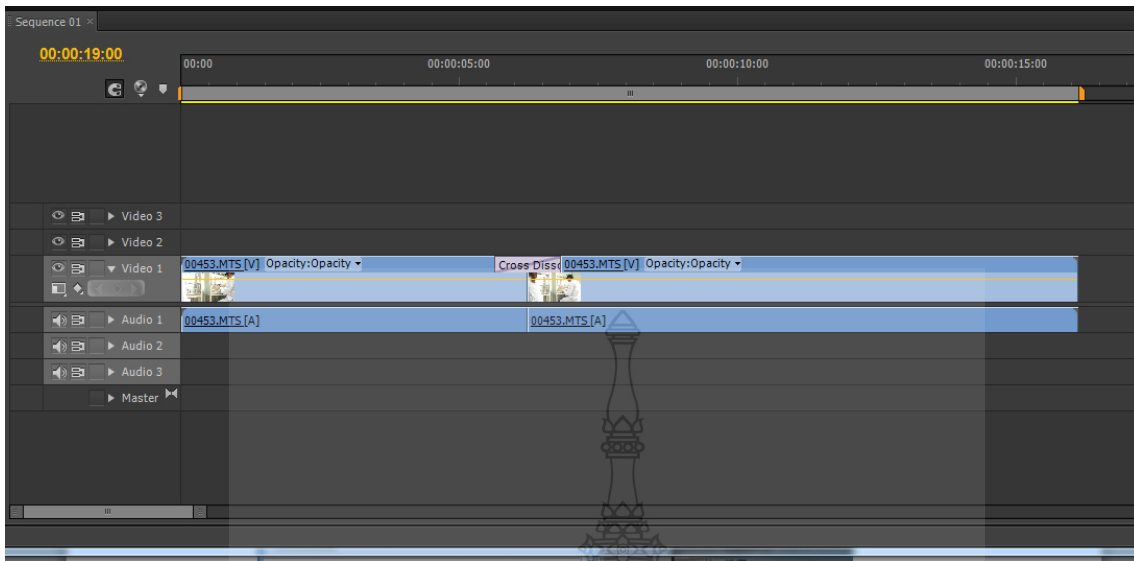 Sequence 01 ×
00:00:19:00
00:00 00:00:05:00 00:00:10:00 00:00:15:00
Video 3
Video 2
Video 1 00453.MTS [V] Opacity:Opacity Cross Disso 00453.MTS [V] Opacity:Opacity
Audio 1 00453.MTS [A] 00453.MTS [A]
Audio 2
Audio 3
Master